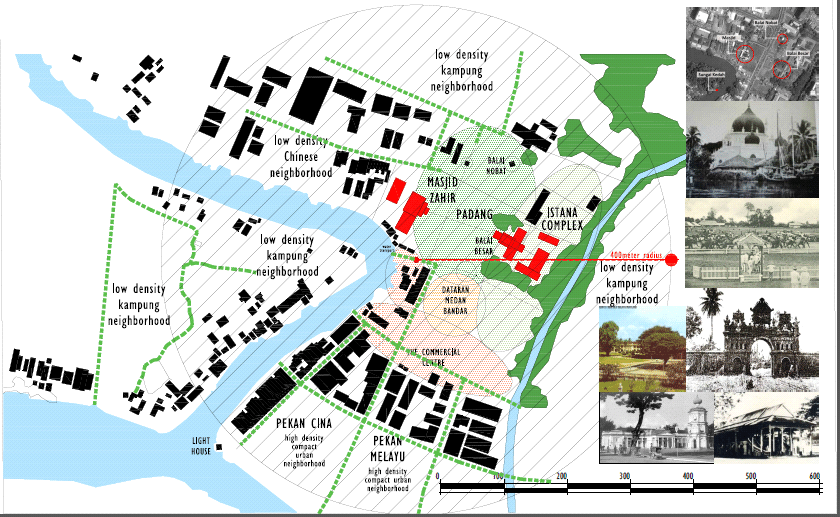 low density
kampung
neighborhood
Balai Nobat
Masjid
Balai Besar
Sungai Kedah
low density
Chinese
neighborhood
BALAI
NOBAT
MASJID
ZAHIR
PADANG
ISTANA
COMPLEX
BALAI
BESAR
400meter radius
low density
kampung
neighborhood
low density
kampung
neighborhood
low density
kampung
neighborhood
DATARAN
MEDAN
BANDAR
THE COMMERCIAL
CENTRE
PEKAN CINA
high density
compact
urban
neighborhood
PEKAN
MELAYU
high density
compact urban
neighborhood
LIGHT
HOUSE
0 100 200 300 400 500 600